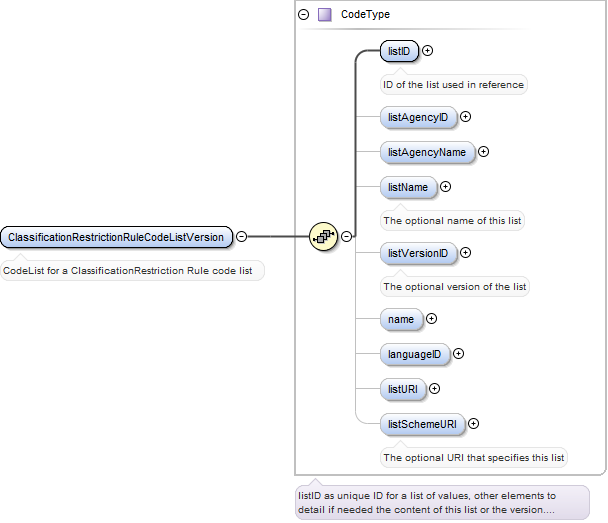 CodeType
listID
ID of the list used in reference
listAgencyID
listAgencyName
listName
The optional name of this list
ClassificationRestrictionRuleCodeListVersion
CodeList for a ClassificationRestriction Rule code list
listVersionID
The optional version of the list
name
languageID
listURI
listSchemeURI
The optional URI that specifies this list
listID as unique ID for a list of values, other elements to
detail if needed the content of this list or the version....